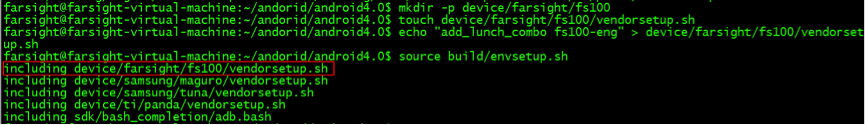 farsight@farsight-virtual-machine:~/andorid/android4.0$ mkdir -p device/farsight/fs100
farsight@farsight-virtual-machine:~/andorid/android4.0$ touch device/farsight/fs100/vendorsetup.sh
farsight@farsight-virtual-machine:~/andorid/android4.0$ echo "add_lunch_combo fs100-eng" > device/farsight/fs100/vendorset
up.sh
farsight@farsight-virtual-machine:~/andorid/android4.0$ source build/envsetup.sh
including device/farsight/fs100/vendorsetup.sh
including device/samsung/maguro/vendorsetup.sh
including device/samsung/tuna/vendorsetup.sh
including device/ti/panda/vendorsetup.sh
including sdk/bash_completion/adb.bash